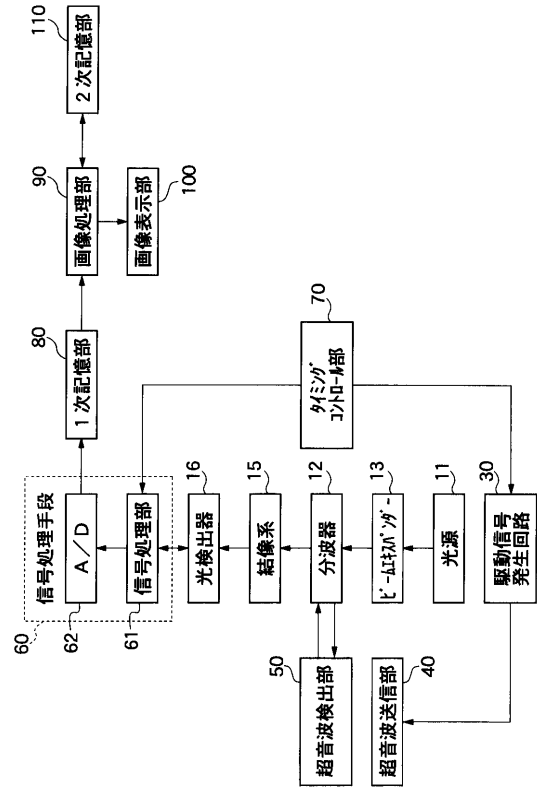 110
2次記憶部
90
画像処理部
100
画像表示部
80
1次記憶部
70
タイミング
コントロール部
信号処理手段
60
A/D
62
信号処理部
61
16
光検出器
15
結像系
12
分波器
13
ビームエキスパンダー
11
光源
30
駆動信号
発生回路
50
超音波検出部
40
超音波送信部